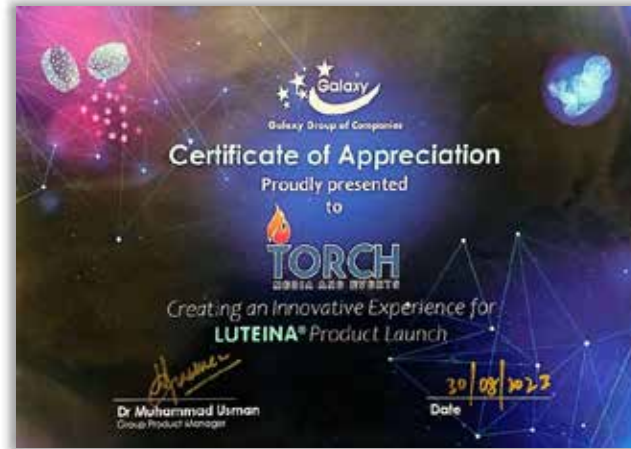 Galaxy
Galaxy Group of Companies
Certificate of Appreciation
Proudly presented
to
TORCH
MEDIA AND EVENTS
Creating an Innovative Experience for
LUTEINA® Product Launch
30/08/2023
Dr Muhammad Usman
Group Product Manager
Date